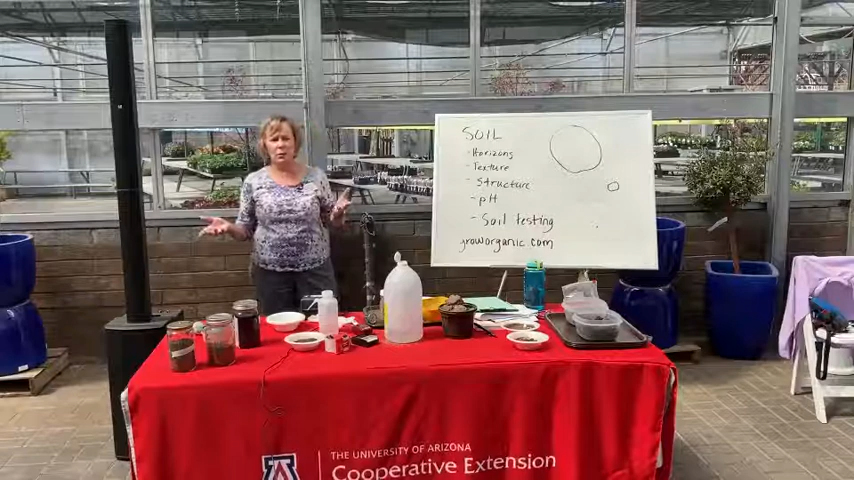 SOIL
- Horizons
- Texture
- Structure
- pH
- Soil testing
groworganic.com
A
THE UNIVERSITY OF ARIZONA
Cooperative Extension